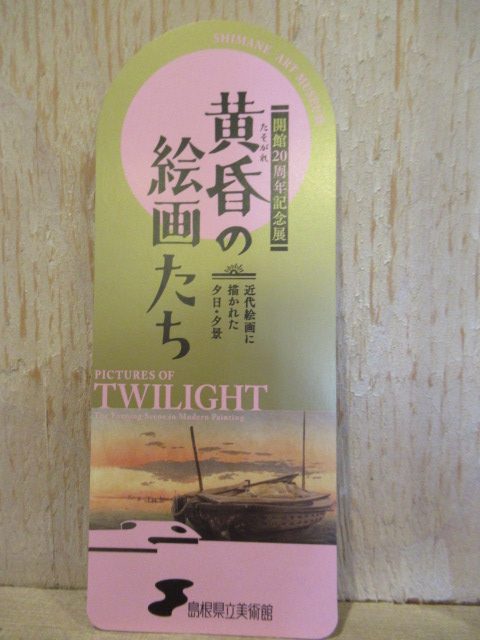 SHIMANE ART MUSEUM
開館20周年記念展
黄昏の
たそがれ
絵画たち
近代絵画に
描かれた
夕日・夕景
PICTURES OF
TWILIGHT
The Evening Scene in Modern Painting
島根県立美術館